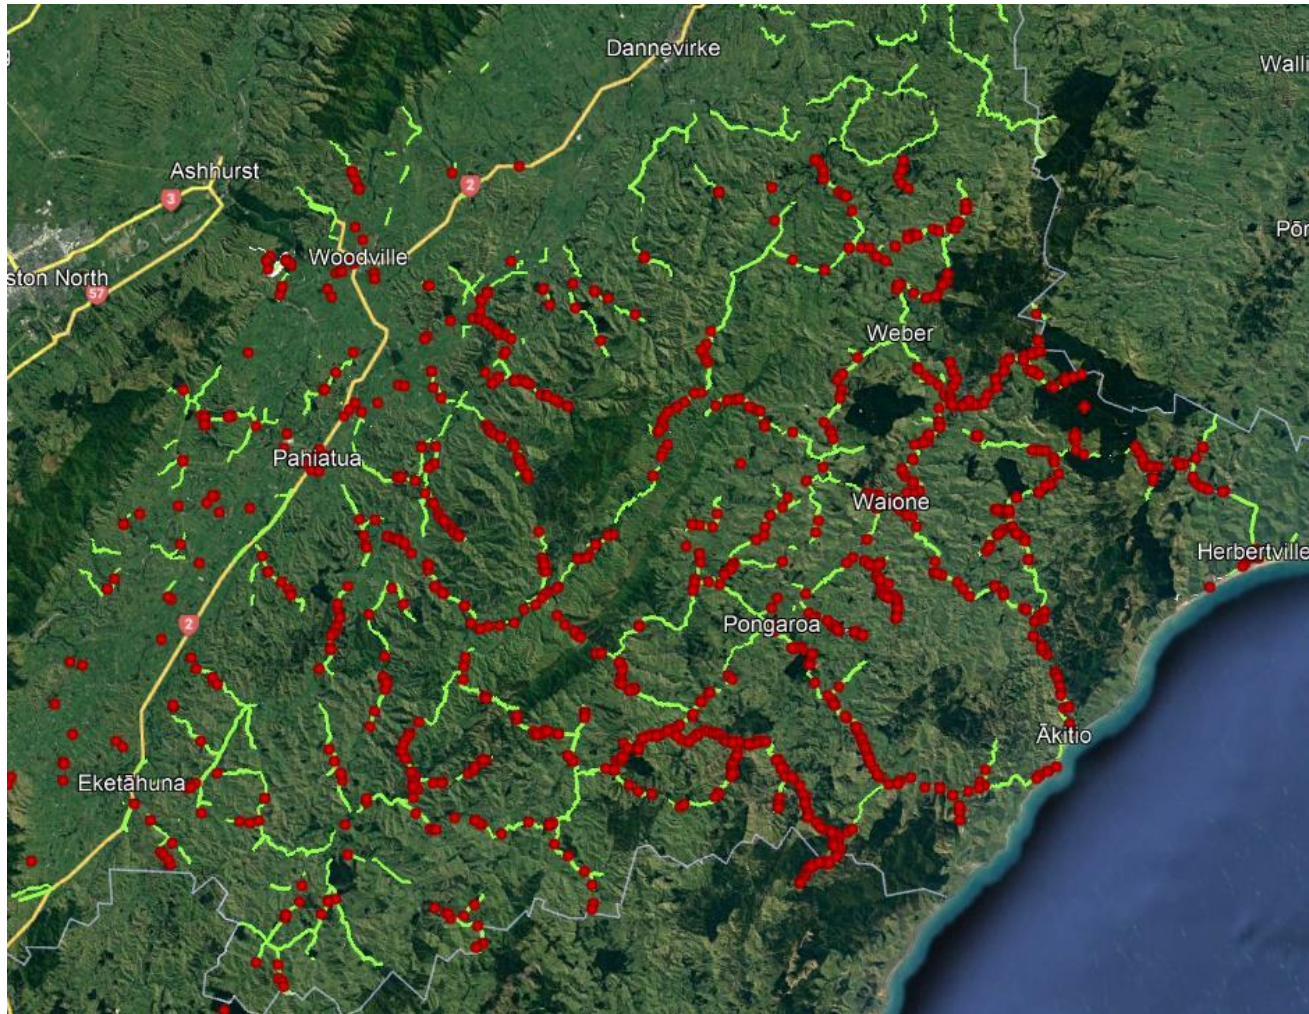 Dannevirke
Walli
Ashhurst
3
2
Pōr
Woodville
ston North
57
Weber
Pahiatua
Waione
Herbertville
2
Pongaroa
Ākitio
Eketāhuna